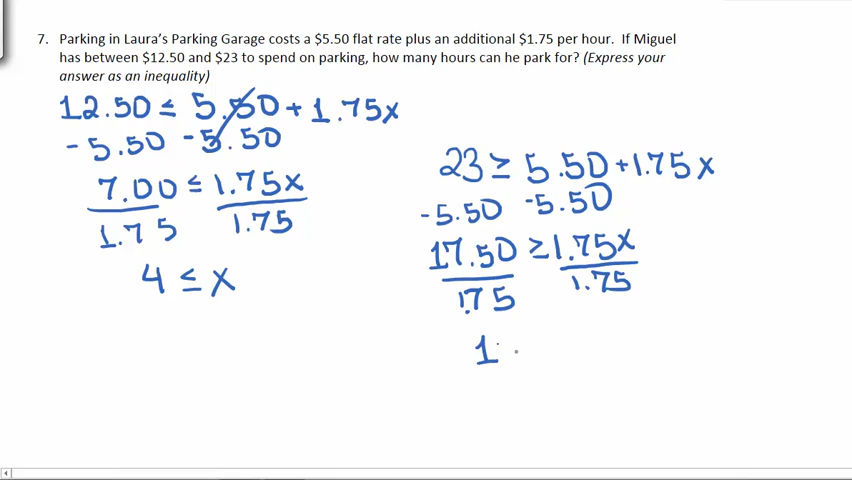 7. Parking in Laura's Parking Garage costs a $5.50 flat rate plus an additional $1.75 per hour. If Miguel
has between $12.50 and $23 to spend on parking, how many hours can he park for? (Express your
answer as an inequality)
12.50 ≤ 5.50 + 1.75x
-5.50 -5.50
7.00 ≤ 1.75x
1.75 1.75
4 ≤ x
23 ≥ 5.50 + 1.75x
-5.50 -5.50
17.50 ≥ 1.75x
1.75 1.75
1